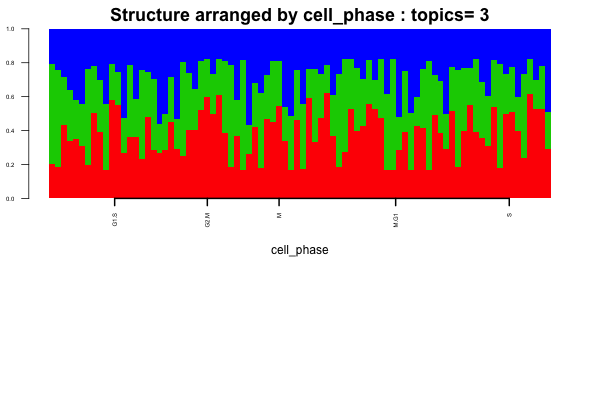 Structure arranged by cell_phase : topics= 3
1.0
0.8
0.6
0.4
0.2
0.0
G1.S
G2.M
M
M.G1
S
cell_phase